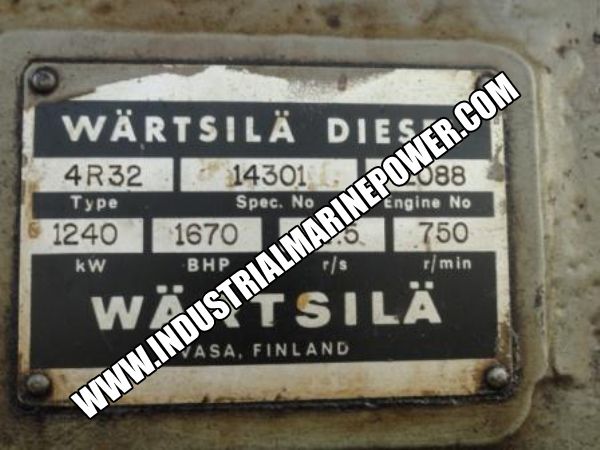 WÄRTSILÄ
4R32 14301
Type Spec. No Engine No
1240 1670 750
kW BHP r/s r/min
WÄRTSILÄ
VASA, FINLAND
WWW.INDUSTRIALMARINEPOWER.COM